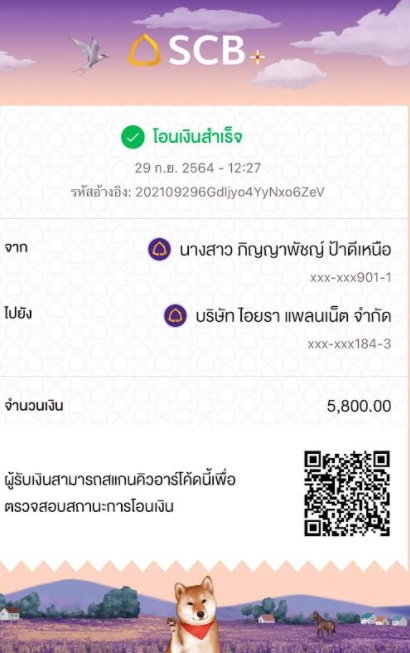 SCB+
โอนเงินสำเร็จ
29 ก.ย. 2564 - 12:27
รหัสอ้างอิง: 202109296Gdljyo4YyNxo6ZeV
จาก
นางสาว ภิญญาพัชญ์ ป้าดีเหนือ
xxx-xxx901-1
ไปยัง
บริษัท ไอยรา แพลนเน็ต จำกัด
xxx-xxx184-3
จำนวนเงิน 5,800.00
ผู้รับเงินสามารถสแกนคิวอาร์โค้ดนี้เพื่อ
ตรวจสอบสถานะการโอนเงิน